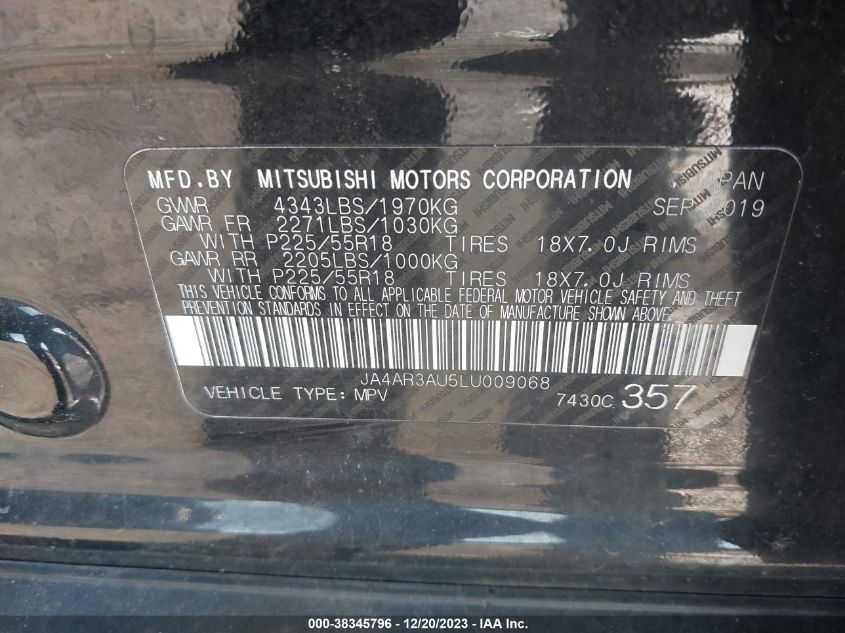 MFD.BY MITSUBISHI MOTORS CORPORATION PAN
GVWR 4343LBS/1970KG SEP 019
GAWR FR 2271LBS/1030KG
WITH P225/55R18 TIRES 18X7.0J RIMS
GAWR RR 2205LBS/1000KG
WITH P225/55R18 TIRES 18X7.0J RIMS
THIS VEHICLE CONFORMS TO ALL APPLICABLE FEDERAL MOTOR VEHICLE SAFETY AND THEFT
PREVENTION STANDARDS IN EFFECT ON THE DATE OF MANUFACTURE SHOWN ABOVE.
JA4AR3AU5LU009068
VEHICLE TYPE: MPV 7430C 357
000-38345796 - 12/20/2023 - IAA Inc.